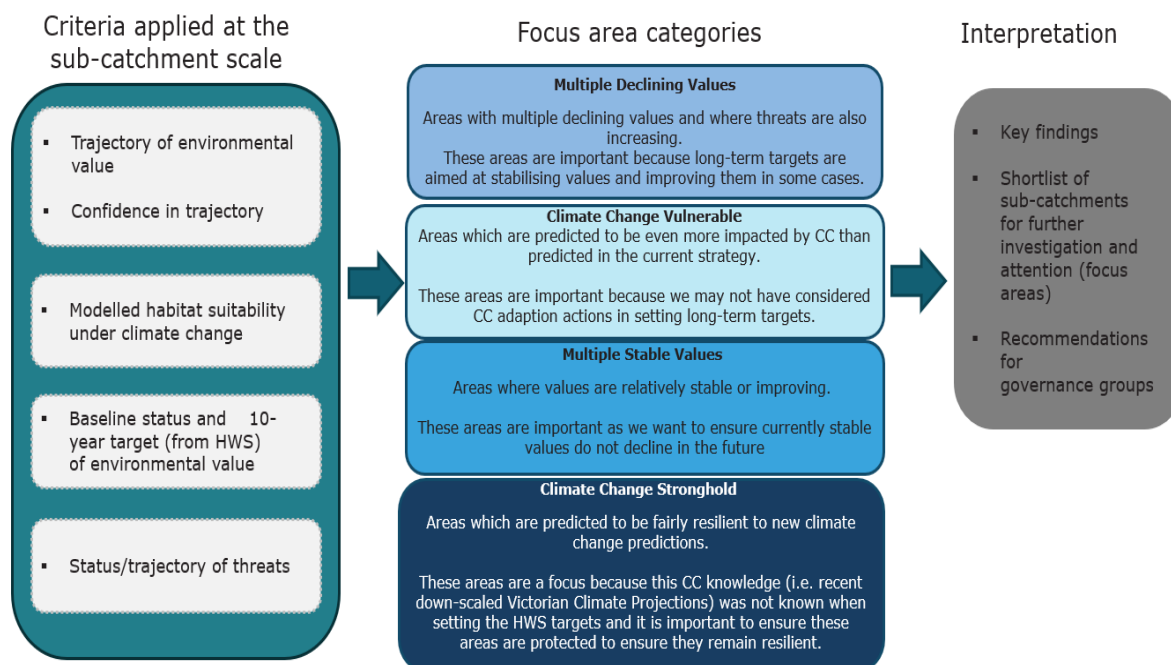 Criteria applied at the
sub-catchment scale
▪ Trajectory of environmental
value
▪ Confidence in trajectory
▪ Modelled habitat suitability
under climate change
▪ Baseline status and 10-
year target (from HWS)
of environmental value
▪ Status/trajectory of threats
Focus area categories
Multiple Declining Values
Areas with multiple declining values and where threats are also
increasing.
These areas are important because long-term targets are
aimed at stabilising values and improving them in some cases.
Climate Change Vulnerable
Areas which are predicted to be even more impacted by CC than
predicted in the current strategy.
These areas are important because we may not have considered
CC adaption actions in setting long-term targets.
Multiple Stable Values
Areas where values are relatively stable or improving.
These areas are important as we want to ensure currently stable
values do not decline in the future
Climate Change Stronghold
Areas which are predicted to be fairly resilient to new climate
change predictions.
These areas are a focus because this CC knowledge (i.e. recent
down-scaled Victorian Climate Projections) was not known when
setting the HWS targets and it is important to ensure these
areas are protected to ensure they remain resilient.
Interpretation
▪ Key findings
▪ Shortlist of
sub-catchments
for further
investigation and
attention (focus
areas)
▪ Recommendations
for
governance groups